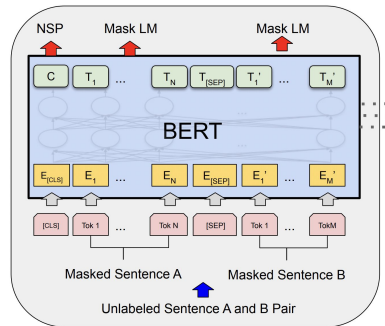 NSP Mask LM Mask LM
C T1 ... TN T[SEP] T1' ... TM'
BERT
E[CLS] E1 ... EN E[SEP] E1' ... EM'
[CLS] Tok 1 ... Tok N [SEP] Tok 1 ... TokM
Masked Sentence A Masked Sentence B
Unlabeled Sentence A and B Pair